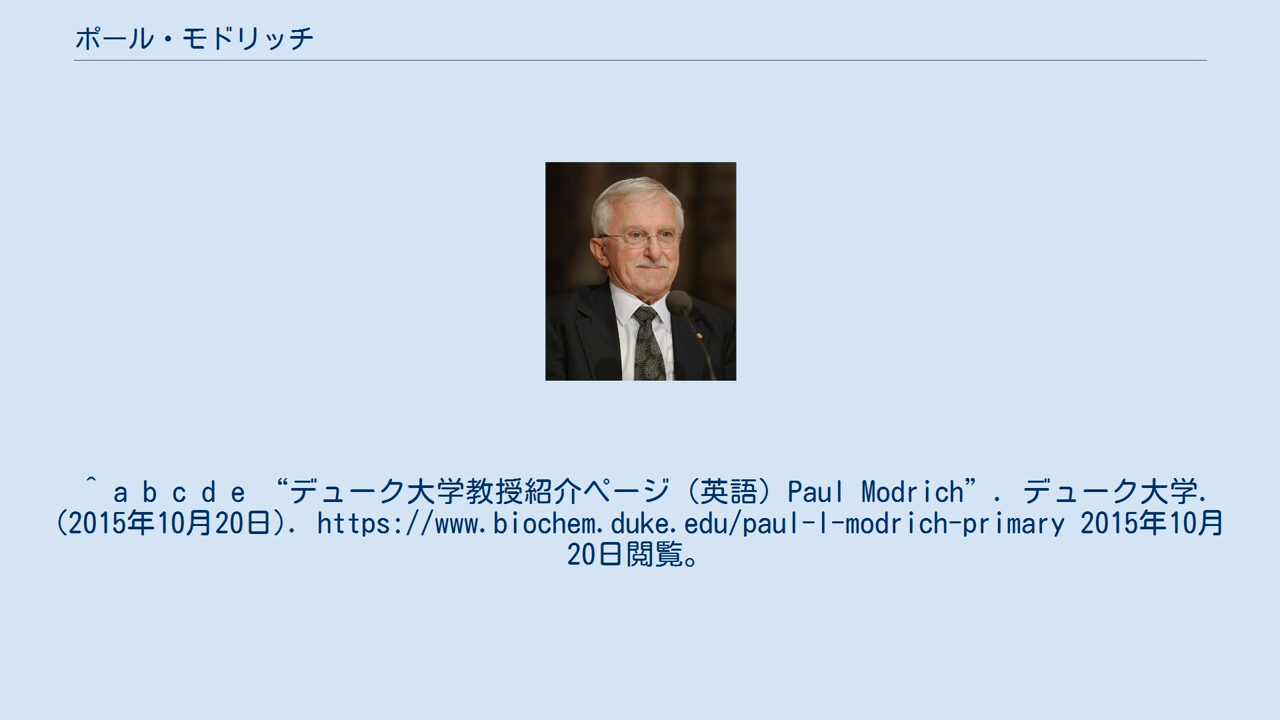 ポール・モドリッチ
^ a b c d e “デューク大学教授紹介ページ（英語）Paul Modrich”. デューク大学.
(2015年10月20日). https://www.biochem.duke.edu/paul-l-modrich-primary 2015年10月
20日閲覧。